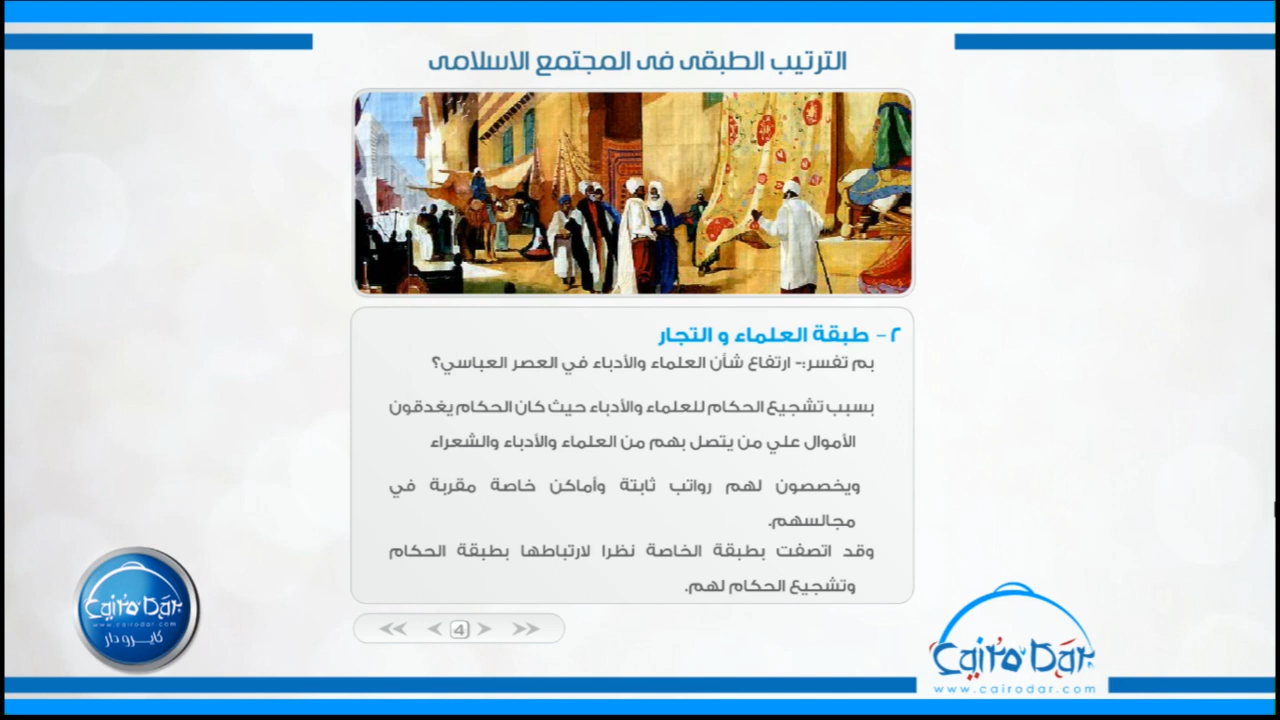 الترتيب الطبقى فى المجتمع الاسلامى
٢- طبقة العلماء و التجار
بم تفسر:- ارتفاع شأن العلماء والأدباء في العصر العباسي؟
بسبب تشجيع الحكام للعلماء والأدباء حيث كان الحكام يغدقون
الأموال علي من يتصل بهم من العلماء والأدباء والشعراء
ويخصصون لهم رواتب ثابتة وأماكن خاصة مقربة في
مجالسهم.
وقد اتصفت بطبقة الخاصة نظرا لارتباطها بطبقة الحكام
وتشجيع الحكام لهم.
4
Cairo Dar
www.cairodar.com
كايرو دار
Cairo Dar
www.cairodar.com